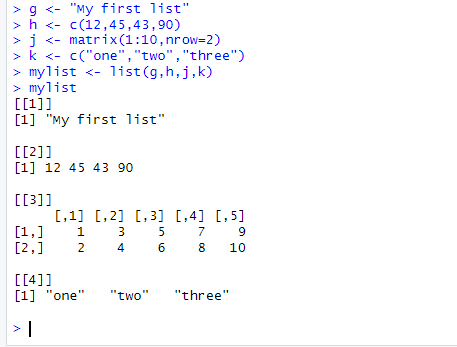 > g <- "My first list"
> h <- c(12,45,43,90)
> j <- matrix(1:10,nrow=2)
> k <- c("one","two","three")
> mylist <- list(g,h,j,k)
> mylist
[[1]]
[1] "My first list"

[[2]]
[1] 12 45 43 90

[[3]]
     [,1] [,2] [,3] [,4] [,5]
[1,]    1    3    5    7    9
[2,]    2    4    6    8   10

[[4]]
[1] "one"   "two"   "three"

>